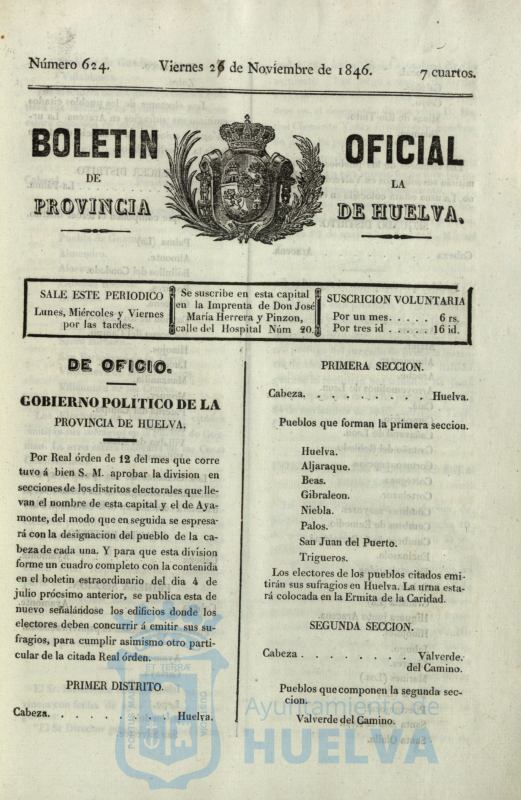 Número 624. Viernes 26 de Noviembre de 1846. 7 cuartos.
BOLETIN OFICIAL
DE LA
PROVINCIA DE HUELVA.
SALE ESTE PERIODICO
Lunes, Miércoles y Viernes
por las tardes.
Se suscribe en esta capital
en la Imprenta de Don José
María Herrera y Pinzon,
calle del Hospital Núm 20.
SUSCRICION VOLUNTARIA
Por un mes. . . . . 6 rs.
Por tres id . . . . . 16 id.
DE OFICIO.
GOBIERNO POLITICO DE LA
PROVINCIA DE HUELVA.
Por Real órden de 12 del mes que corre
tuvo á bien S. M. aprobar la division en
secciones de los distritos electorales que lle-
van el nombre de esta capital y el de Aya-
monte, del modo que en seguida se espresa-
rá con la designacion del pueblo de la ca-
beza de cada una. Y para que esta division
forme un cuadro completo con la contenida
en el boletin estraordinario del dia 4 de
julio prócsimo anterior, se publica esta de
nuevo señalándose los edificios donde los
electores deben concurrir á emitir sus su-
fragios, para cumplir asimismo otro parti-
cular de la citada Real órden.
PRIMER DISTRITO.
Cabeza. . . . . . . . . Huelva.
PRIMERA SECCION.
Cabeza. . . . . . . . . Huelva.
Pueblos que forman la primera seccion.
Huelva.
Aljaraque.
Beas.
Gibraleon.
Niebla.
Palos.
San Juan del Puerto.
Trigueros.
Los electores de los pueblos citados emi-
tirán sus sufragios en Huelva. La urna esta-
rá colocada en la Ermita de la Caridad.
SEGUNDA SECCION.
Cabeza . . . . . . . . Valverde.
del Camino.
Pueblos que componen la segunda sec-
cion.
Valverde del Camino.
Ayuntamiento de
HUELVA